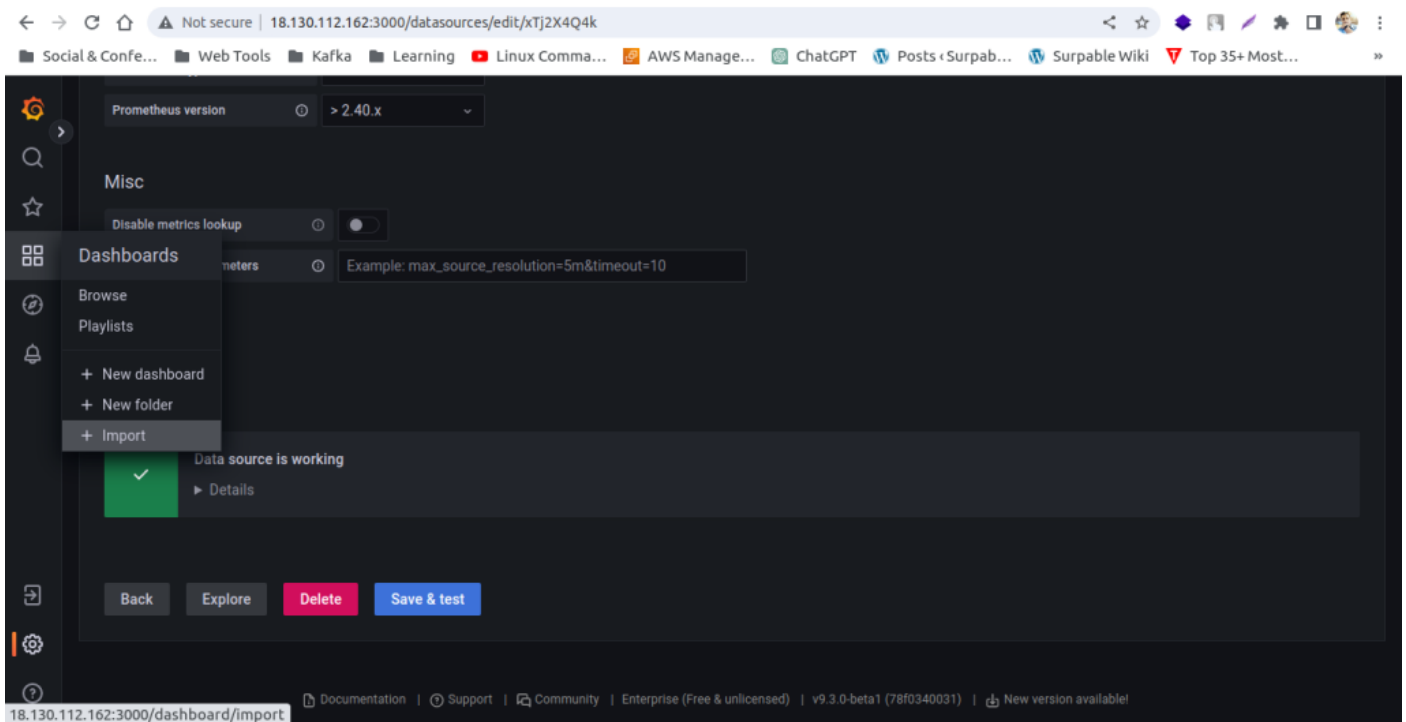 Not secure | 18.130.112.162:3000/datasources/edit/xTj2X4Q4k
Social & Confe... Web Tools Kafka Learning Linux Comma... AWS Manage... ChatGPT Posts ‹ Surpab... Surpable Wiki Top 35+ Most... »
Prometheus version > 2.40.x
Misc
Disable metrics lookup
Dashboards
meters Example: max_source_resolution=5m&timeout=10
Browse
Playlists
+ New dashboard
+ New folder
+ Import
Data source is working
Details
Back Explore Delete Save & test
Documentation | Support | Community | Enterprise (Free & unlicensed) | v9.3.0-beta1 (78f0340031) | New version available!
18.130.112.162:3000/dashboard/import